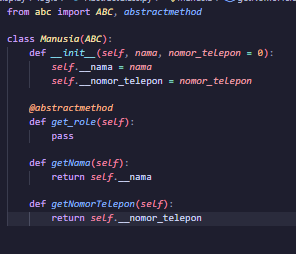 from abc import ABC, abstractmethod
class Manusia(ABC):
    def __init__(self, nama, nomor_telepon = 0):
        self.__nama = nama
        self.__nomor_telepon = nomor_telepon
    @abstractmethod
    def get_role(self):
        pass
    def getNama(self):
        return self.__nama
    def getNomorTelepon(self):
        return self.__nomor_telepon